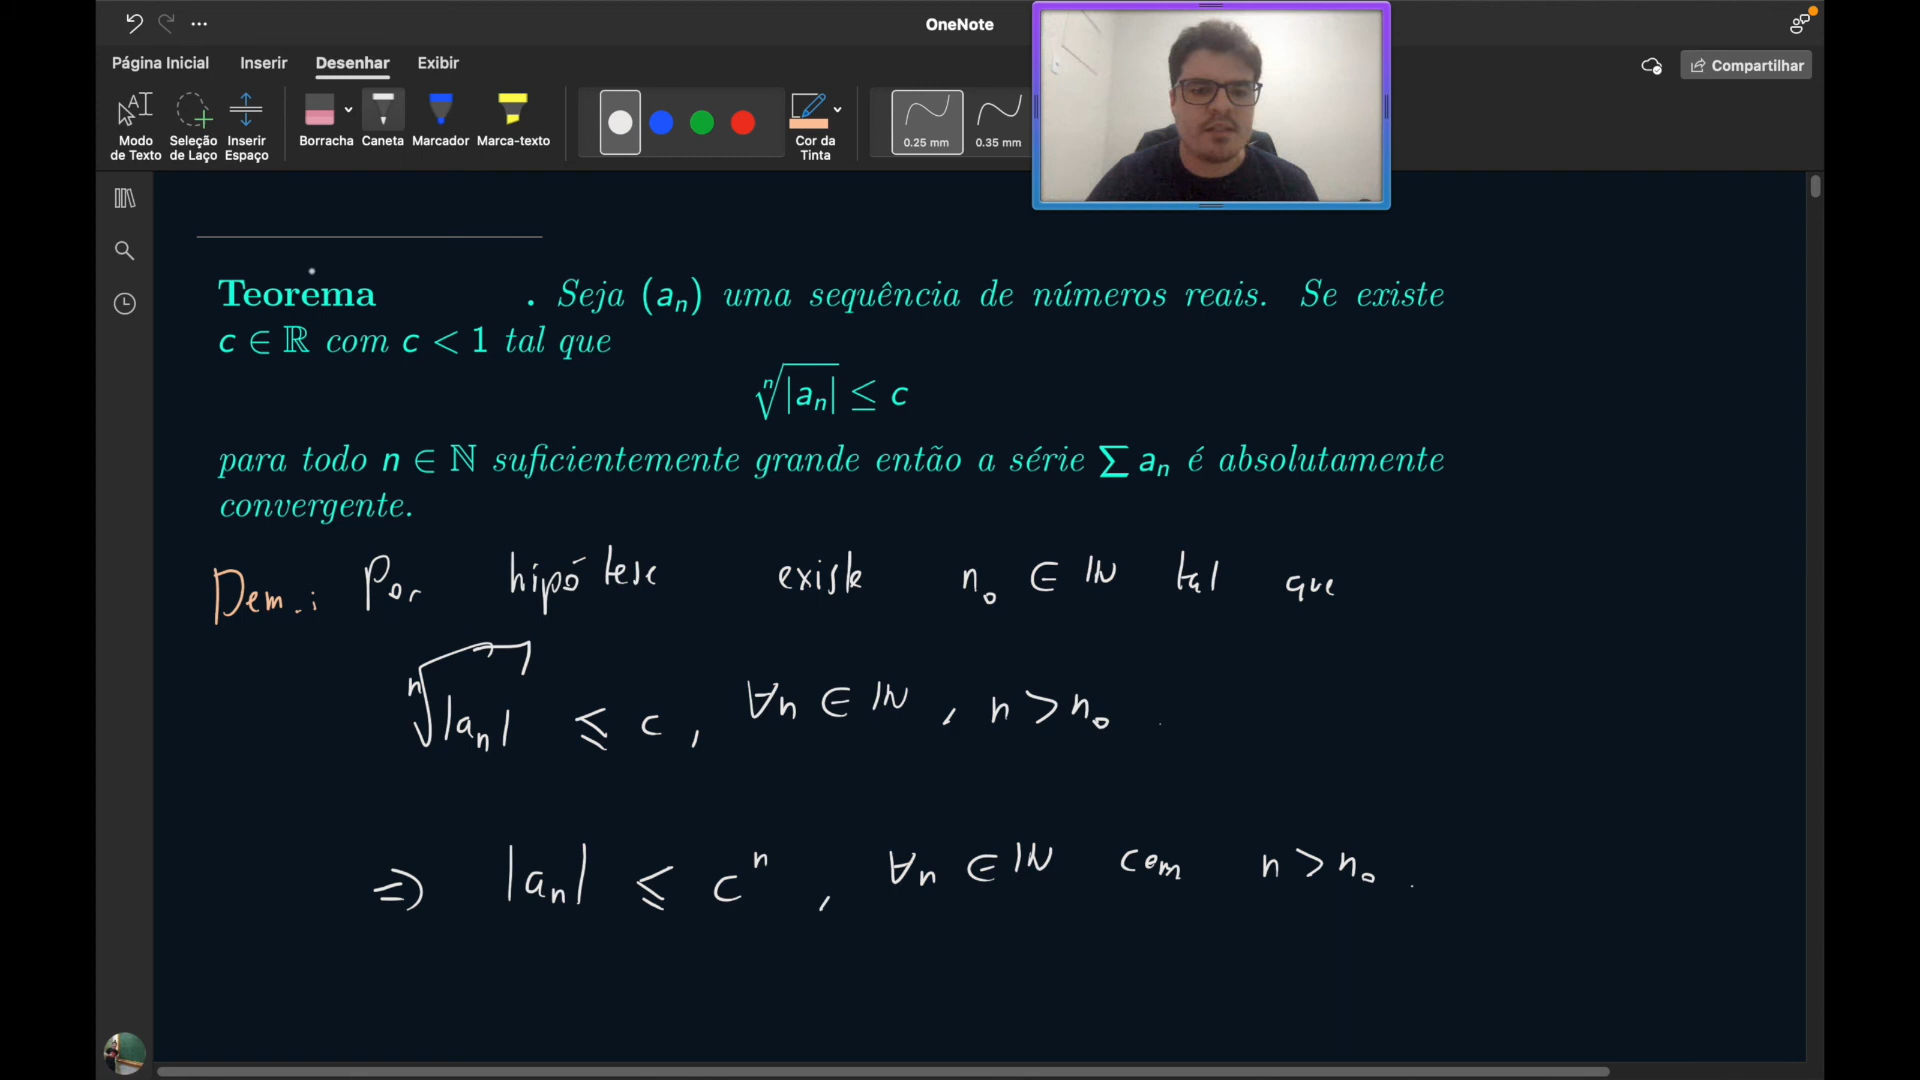 OneNote
Página Inicial Inserir Desenhar Exibir
Compartilhar
Modo de Texto
Seleção de Laço
Inserir Espaço
Borracha
Caneta
Marcador
Marca-texto
Cor da Tinta
0.25 mm
0.35 mm
Teorema . Seja (aₙ) uma sequência de números reais. Se existe
c ∈ ℝ com c < 1 tal que
ⁿ√|aₙ| ≤ c
para todo n ∈ ℕ suficientemente grande então a série ∑ aₙ é absolutamente
convergente.
Dem.: Por hipótese existe n₀ ∈ ℕ tal que
ⁿ√|aₙ| ≤ c, ∀n ∈ ℕ, n > n₀.
⇒ |aₙ| ≤ cⁿ, ∀n ∈ ℕ com n > n₀.